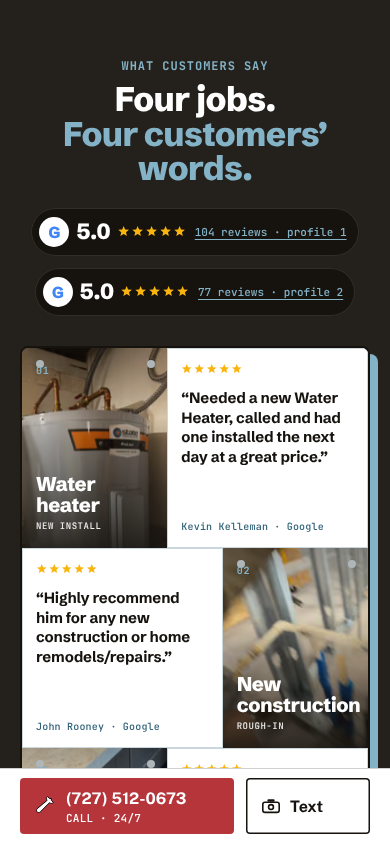 WHAT CUSTOMERS SAY
Four jobs.
Four customers’
words.
G 5.0 ★★★★★ 104 reviews · profile 1
G 5.0 ★★★★★ 77 reviews · profile 2
01
Water
heater
NEW INSTALL
state
★★★★★
“Needed a new Water
Heater, called and had
one installed the next
day at a great price.”
Kevin Kelleman · Google
★★★★★
“Highly recommend
him for any new
construction or home
remodels/repairs.”
John Rooney · Google
02
New
construction
ROUGH-IN
★★★★★
(727) 512-0673
CALL · 24/7
Text